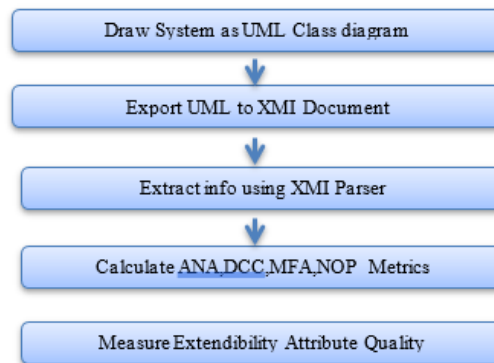 Draw System as UML Class diagram
Export UML to XMI Document
Extract info using XMI Parser
Calculate ANA,DCC,MFA,NOP Metrics
Measure Extendibility Attribute Quality